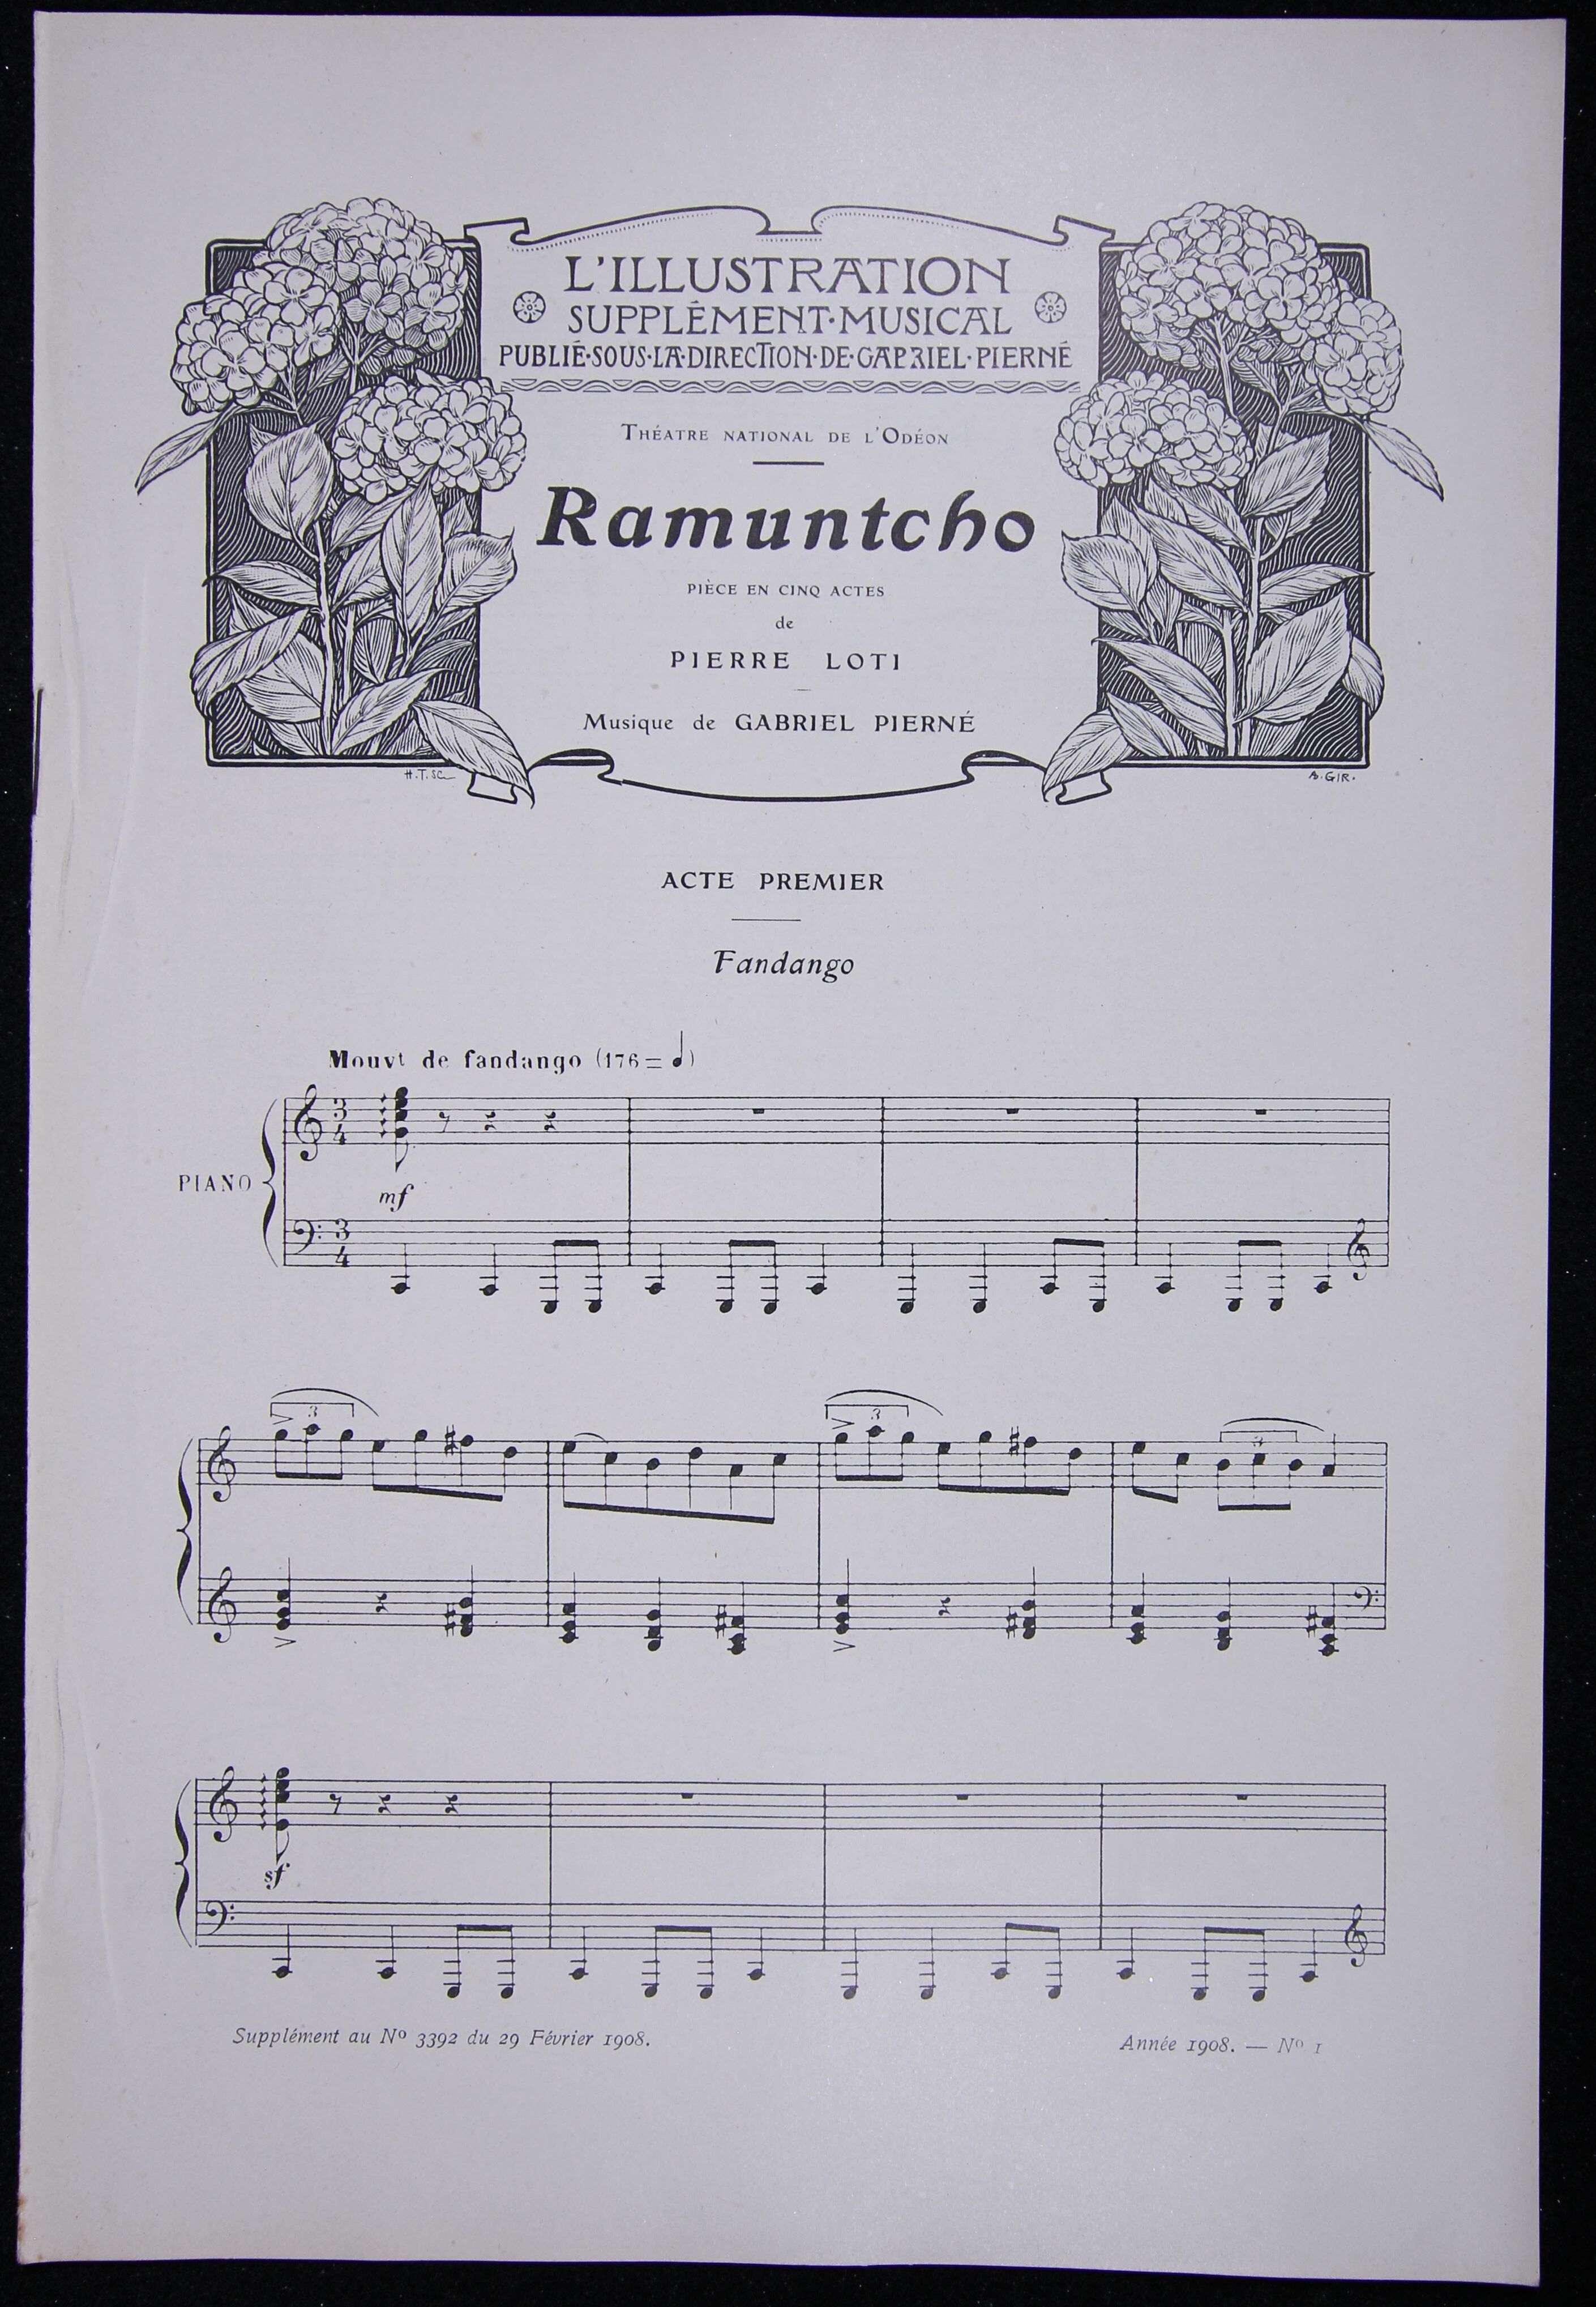 L'ILLUSTRATION
SUPPLÉMENT·MUSICAL
PUBLIÉ·SOUS·LA·DIRECTION·DE·GABRIEL·PIERNÉ
THÉATRE NATIONAL DE L'ODÉON
Ramuntcho
PIÈCE EN CINQ ACTES
de
PIERRE LOTI
Musique de GABRIEL PIERNÉ
H.T.SC
A.GIR.
ACTE PREMIER
Fandango
Mouvt de fandango (176=♩)
3
4
PIANO
mf
3
4
3
3
3
sf
Supplément au Nº 3392 du 29 Février 1908.
Année 1908. — Nº 1